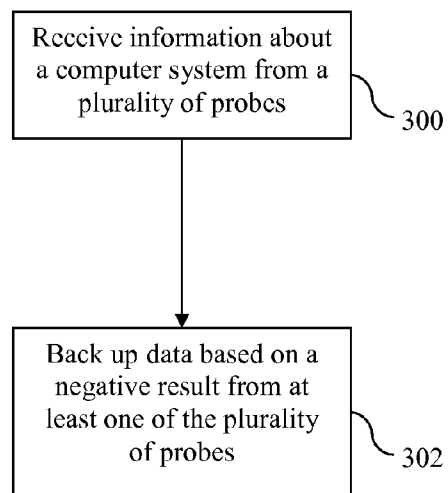 Receive information about
a computer system from a
plurality of probes
300
Back up data based on a
negative result from at
least one of the plurality
of probes
302